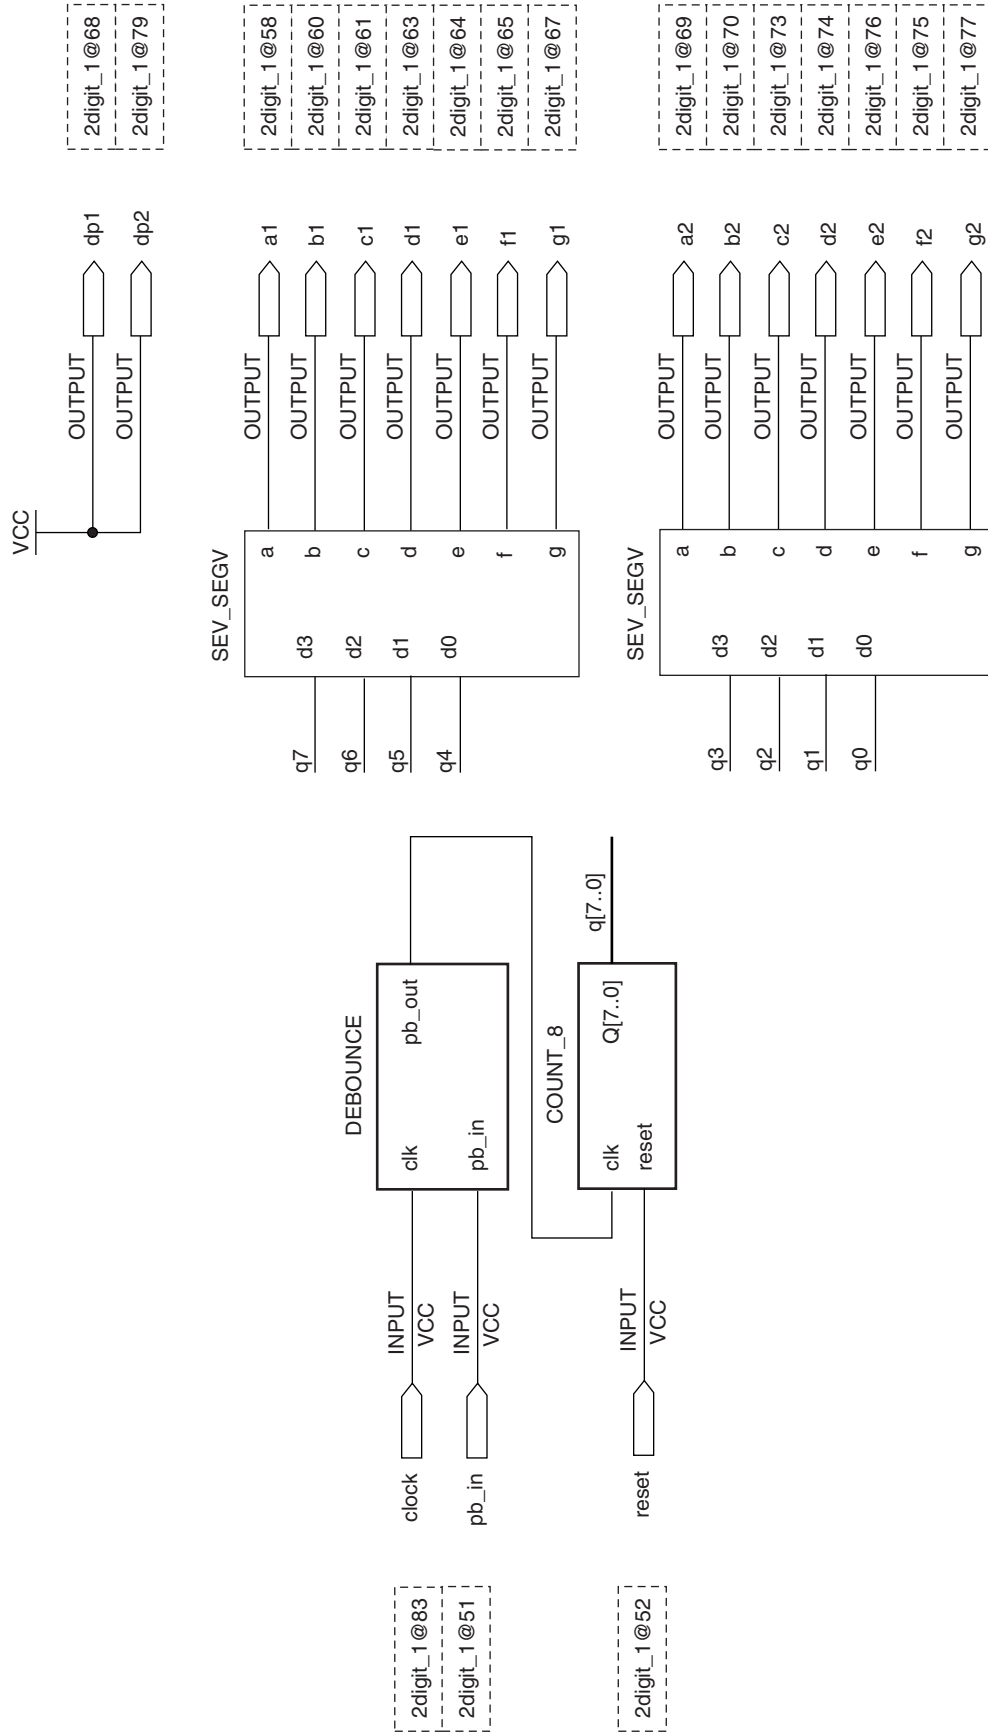 2digit_1@83
2digit_1@51
2digit_1@52
clock
pb_in
reset
INPUT
VCC
INPUT
VCC
INPUT
VCC
DEBOUNCE
clk
pb_in
pb_out
COUNT_8
clk
reset
Q[7..0]
q[7..0]
VCC
OUTPUT
dp1
2digit_1@68
OUTPUT
dp2
2digit_1@79
SEV_SEGV
q7
d3
q6
d2
q5
d1
q4
d0
a
OUTPUT
a1
2digit_1@58
b
OUTPUT
b1
2digit_1@60
c
OUTPUT
c1
2digit_1@61
d
OUTPUT
d1
2digit_1@63
e
OUTPUT
e1
2digit_1@64
f
OUTPUT
f1
2digit_1@65
g
OUTPUT
g1
2digit_1@67
SEV_SEGV
q3
d3
q2
d2
q1
d1
q0
d0
a
OUTPUT
a2
2digit_1@69
b
OUTPUT
b2
2digit_1@70
c
OUTPUT
c2
2digit_1@73
d
OUTPUT
d2
2digit_1@74
e
OUTPUT
e2
2digit_1@76
f
OUTPUT
f2
2digit_1@75
g
OUTPUT
g2
2digit_1@77